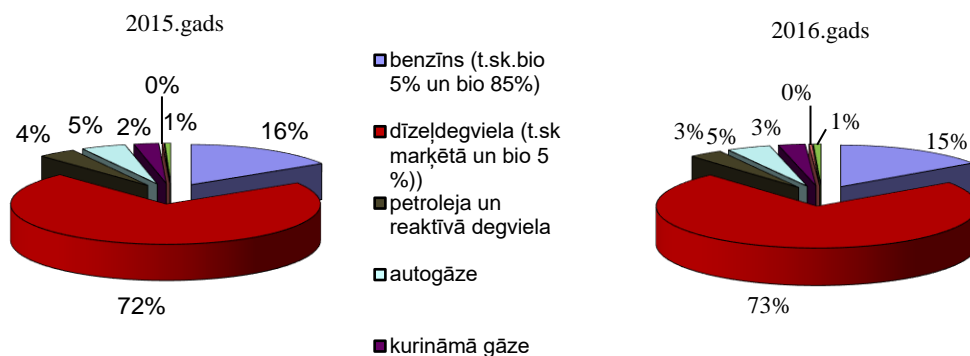 2015.gads
0%
4%
5%
2%
1%
16%
72%
benzīns (t.sk.bio
5% un bio 85%)
dīzeļdegviela (t.sk
marķētā un bio 5
%))
petroleja un
reaktīvā degviela
autogāze
kurināmā gāze
2016.gads
0%
3%
5%
3%
1%
15%
73%